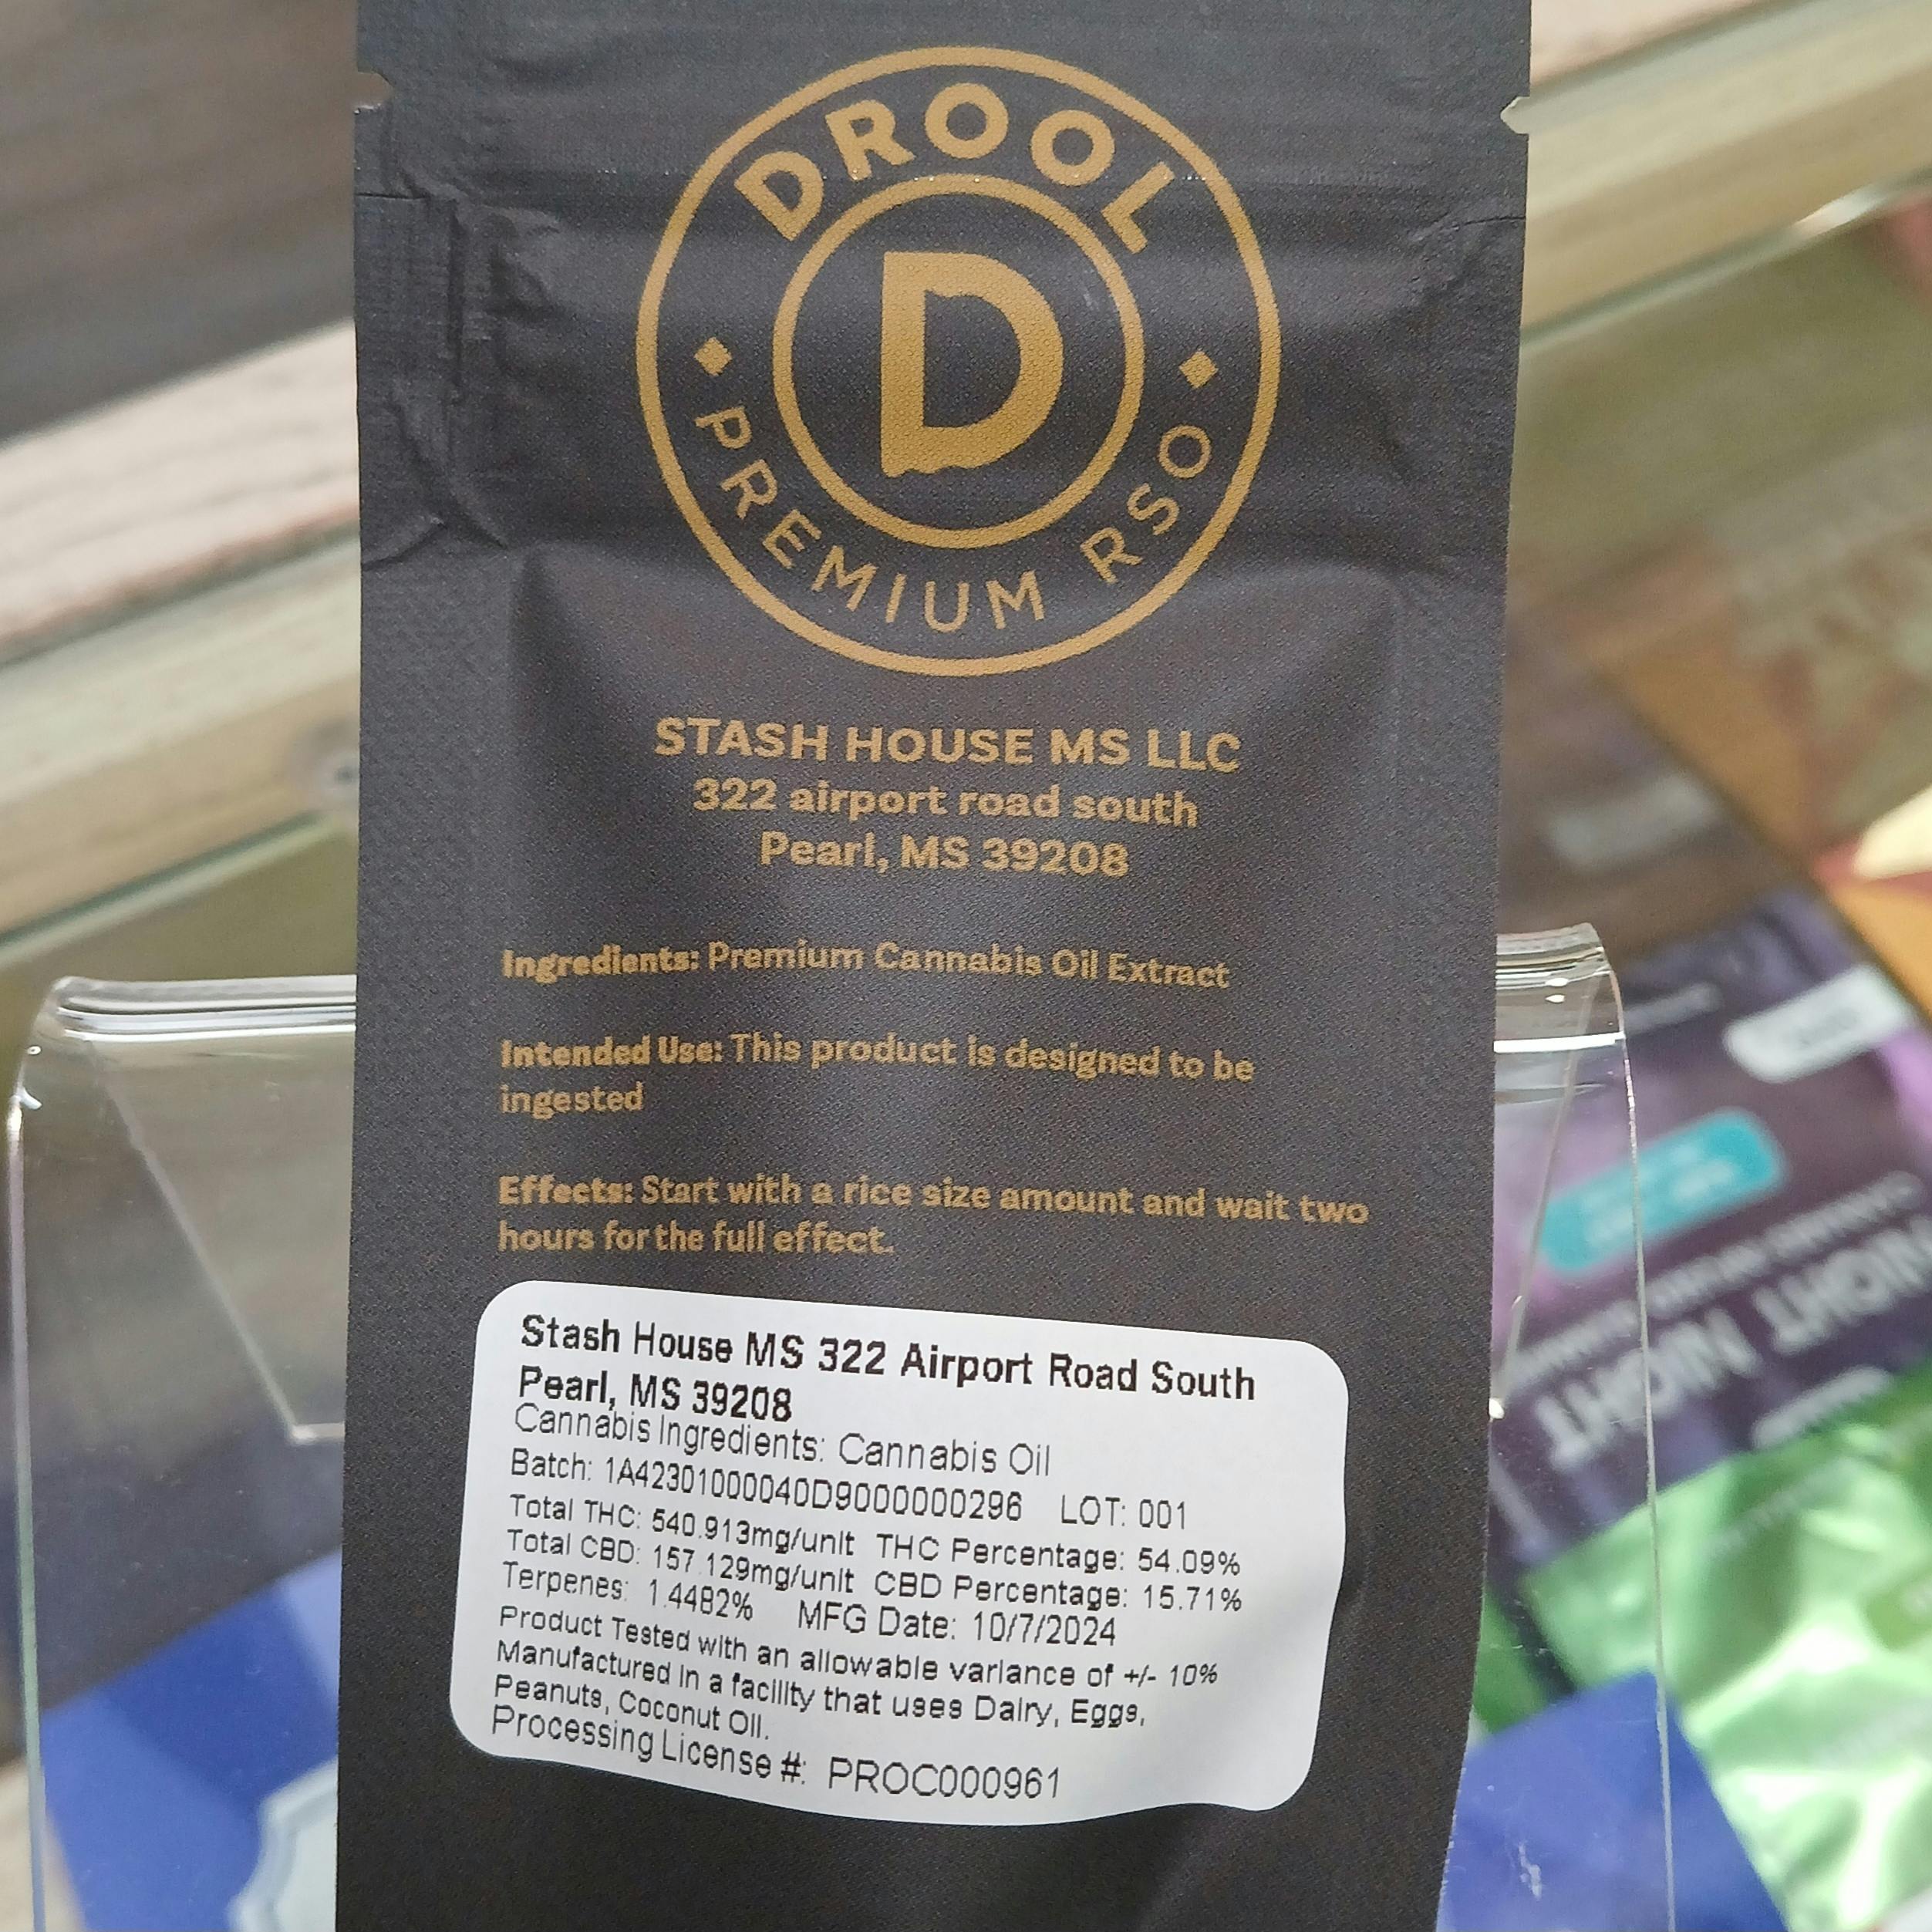 DROOL
D
PREMIUM RSO
STASH HOUSE MS LLC
322 airport road south
Pearl, MS 39208
Ingredients: Premium Cannabis Oil Extract
Intended Use: This product is designed to be
ingested
Effects: Start with a rice size amount and wait two
hours for the full effect.
Stash House MS 322 Airport Road South
Pearl, MS 39208
Cannabis Ingredients: Cannabis Oil
Batch: 1A42301000040D9000000296 LOT: 001
Total THC: 540.913mg/unit THC Percentage: 54.09%
Total CBD: 157.129mg/unit CBD Percentage: 15.71%
Terpenes: 1.4482% MFG Date: 10/7/2024
Product Tested with an allowable variance of +/- 10%
Manufactured in a facility that uses Dairy, Eggs,
Peanuts, Coconut Oil.
Processing License #: PROC000961
NIGHT NIGHT